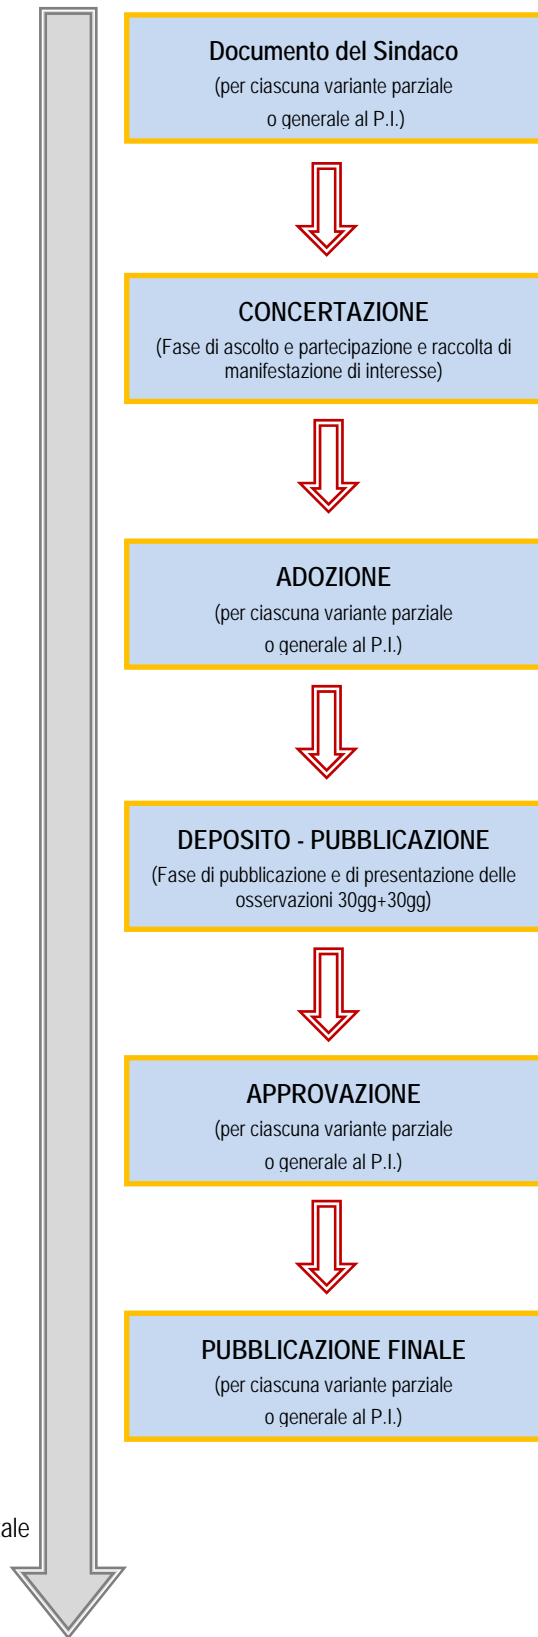 Documento del Sindaco
(per ciascuna variante parziale
o generale al P.I.)
CONCERTAZIONE
(Fase di ascolto e partecipazione e raccolta di
manifestazione di interesse)
ADOZIONE
(per ciascuna variante parziale
o generale al P.I.)
DEPOSITO - PUBBLICAZIONE
(Fase di pubblicazione e di presentazione delle
osservazioni 30gg+30gg)
APPROVAZIONE
(per ciascuna variante parziale
o generale al P.I.)
PUBBLICAZIONE FINALE
(per ciascuna variante parziale
o generale al P.I.)